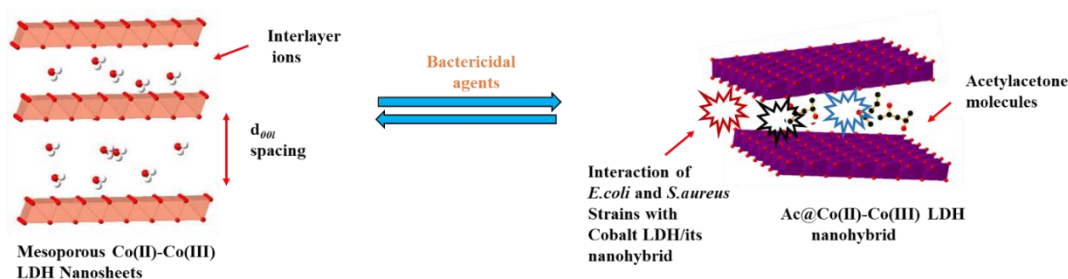 Interlayer
ions
d00l
spacing
Mesoporous Co(II)-Co(III)
LDH Nanosheets
Bactericidal
agents
Acetylacetone
molecules
Interaction of
E.coli and S.aureus
Strains with
Cobalt LDH/its
nanohybrid
Ac@Co(II)-Co(III) LDH
nanohybrid